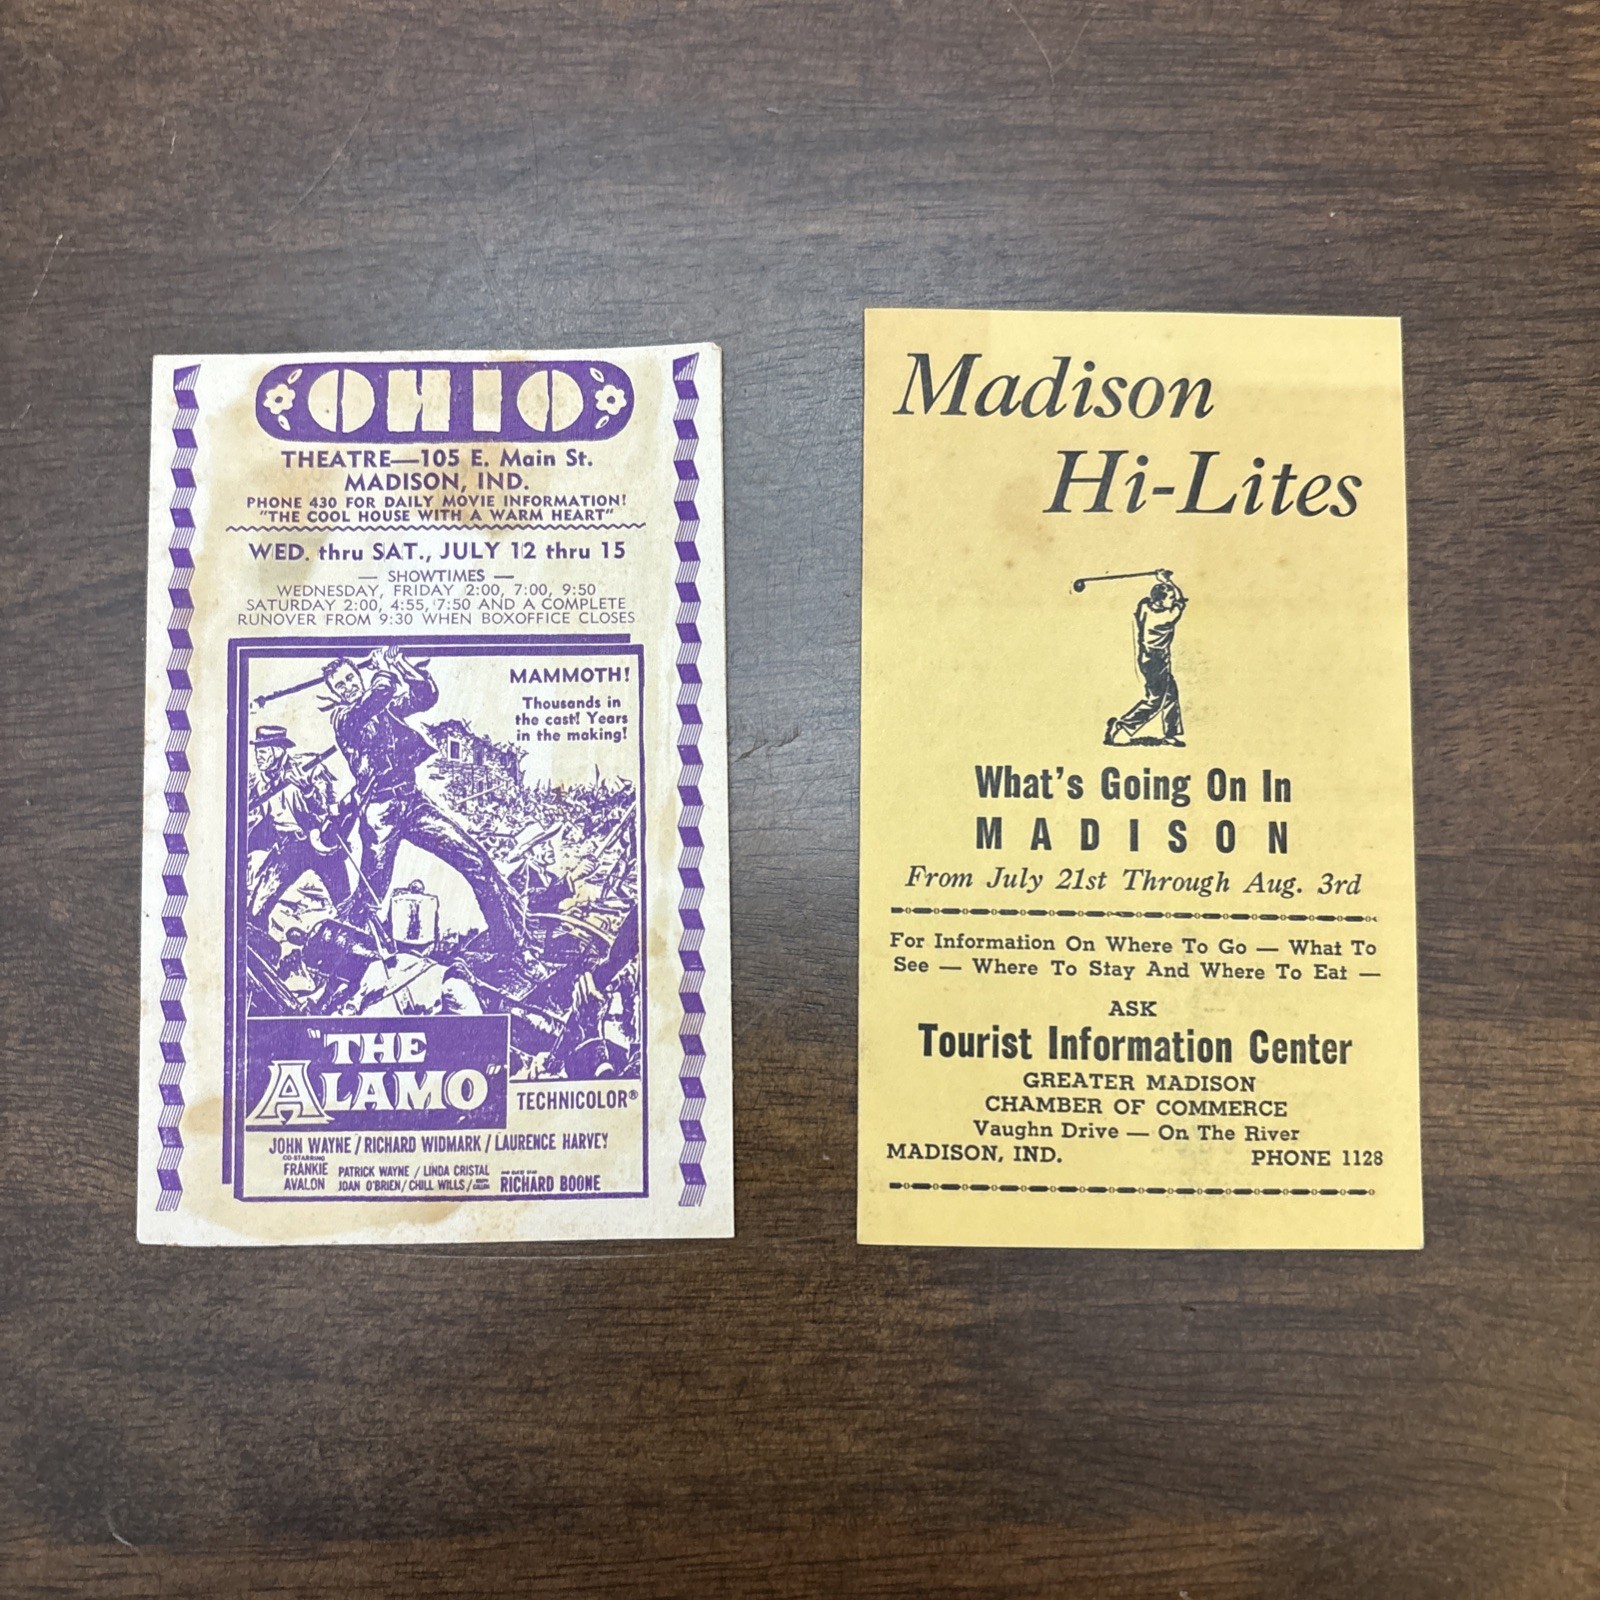 OHIO
THEATRE—105 E. Main St.
MADISON, IND.
PHONE 430 FOR DAILY MOVIE INFORMATION!
"THE COOL HOUSE WITH A WARM HEART"
WED. thru SAT., JULY 12 thru 15
— SHOWTIMES —
WEDNESDAY, FRIDAY 2:00, 7:00, 9:50
SATURDAY 2:00, 4:55, 7:50 AND A COMPLETE
RUNOVER FROM 9:30 WHEN BOXOFFICE CLOSES
MAMMOTH!
Thousands in
the cast! Years
in the making!
"THE
ALAMO"
TECHNICOLOR®
JOHN WAYNE / RICHARD WIDMARK / LAURENCE HARVEY
CO-STARRING
FRANKIE
AVALON
PATRICK WAYNE / LINDA CRISTAL
JOAN O'BRIEN / CHILL WILLS /
RICHARD BOONE
Madison
Hi-Lites
What's Going On In
MADISON
From July 21st Through Aug. 3rd
For Information On Where To Go — What To
See — Where To Stay And Where To Eat —
ASK
Tourist Information Center
GREATER MADISON
CHAMBER OF COMMERCE
Vaughn Drive — On The River
MADISON, IND. PHONE 1128